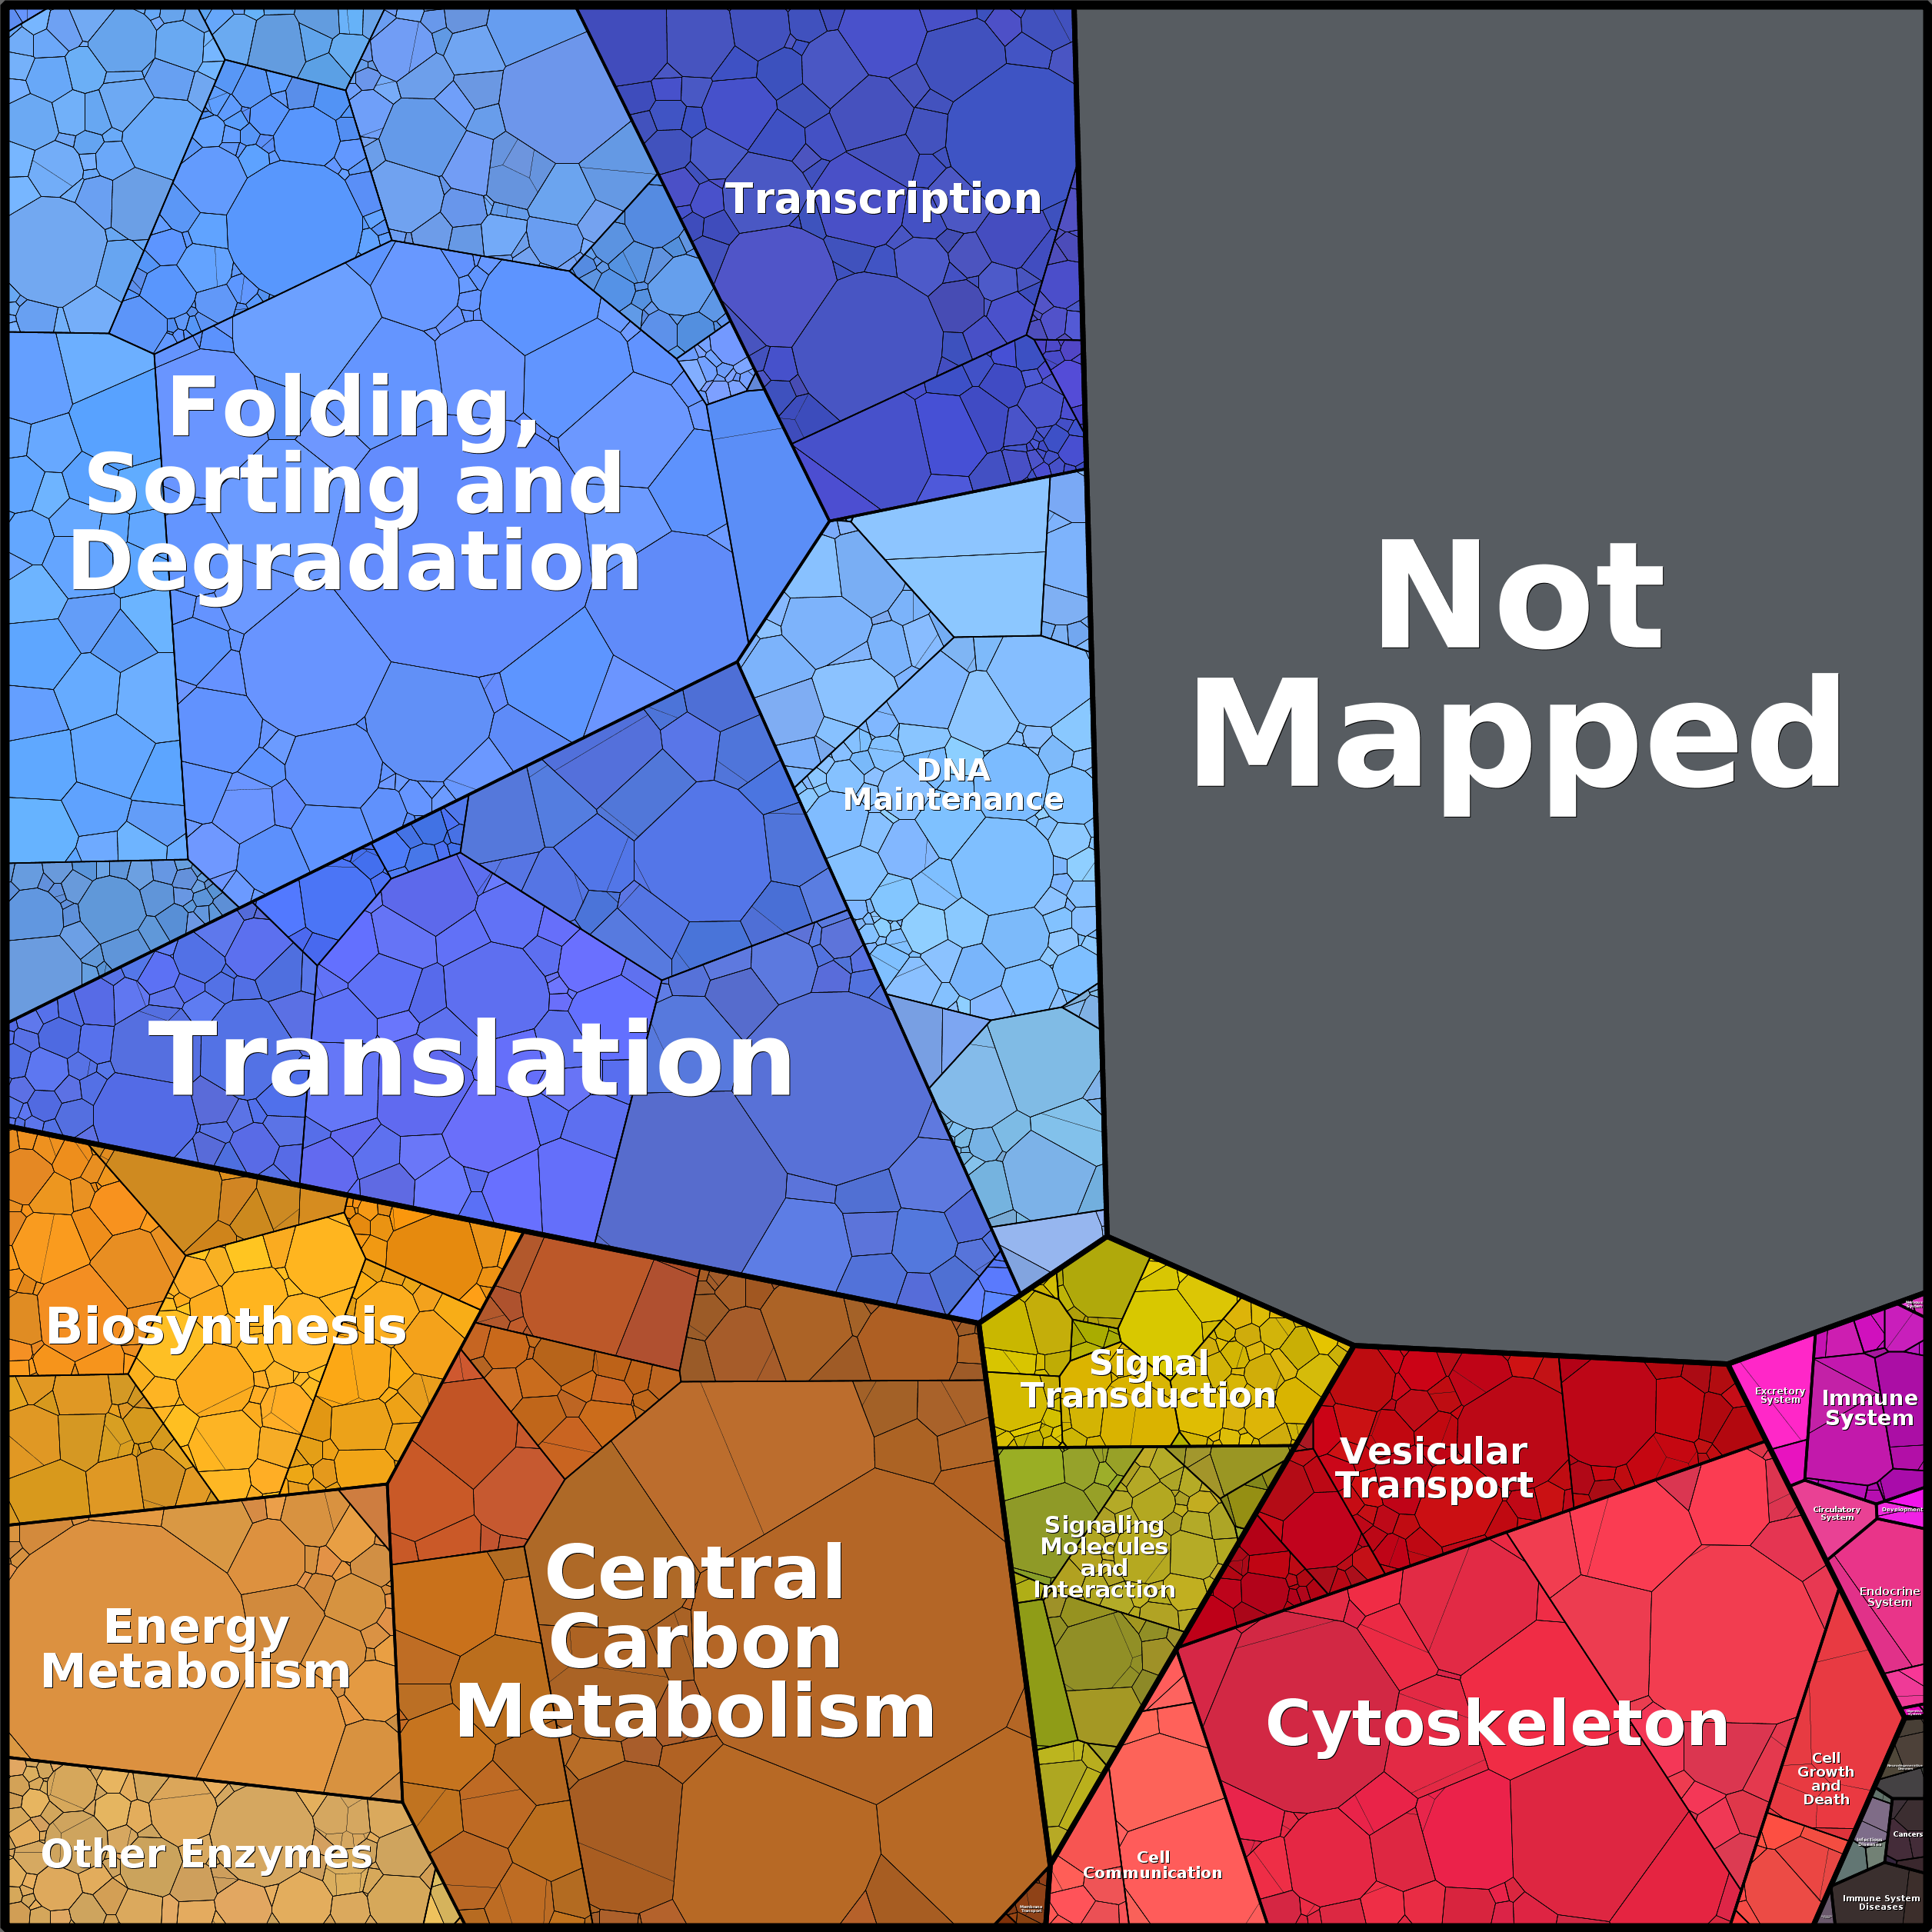 Transcription
Folding,
Sorting and
Degradation
Not
Mapped
DNA
Maintenance
Translation
Biosynthesis
Signal
Transduction
Excretory
System
Immune
System
Vesicular
Transport
Circulatory
System
Development
Signaling
Molecules
and
Interaction
Central
Carbon
Metabolism
Energy
Metabolism
Endocrine
System
Cytoskeleton
Cell
Growth
and
Death
Cancers
Infectious
Diseases
Other Enzymes
Cell
Communication
Immune System
Diseases
Membrane
Transport